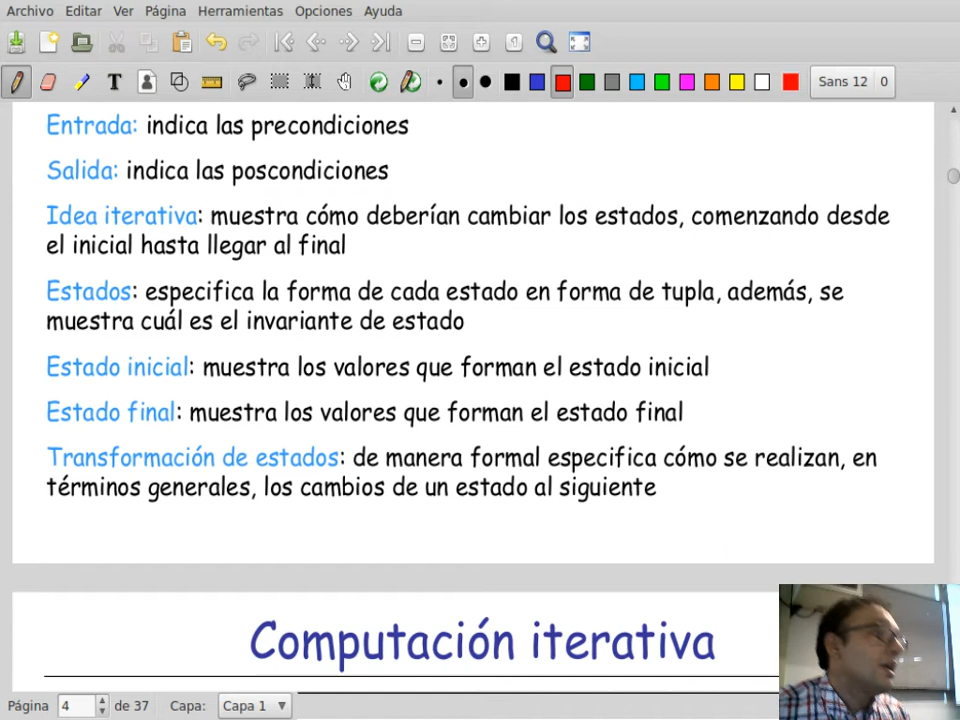 Archivo Editar Ver Página Herramientas Opciones Ayuda
T Sans 12 0
Entrada: indica las precondiciones
Salida: indica las poscondiciones
Idea iterativa: muestra cómo deberían cambiar los estados, comenzando desde
el inicial hasta llegar al final
Estados: especifica la forma de cada estado en forma de tupla, además, se
muestra cuál es el invariante de estado
Estado inicial: muestra los valores que forman el estado inicial
Estado final: muestra los valores que forman el estado final
Transformación de estados: de manera formal especifica cómo se realizan, en
términos generales, los cambios de un estado al siguiente
Computación iterativa
Página 4 de 37 Capa: Capa 1